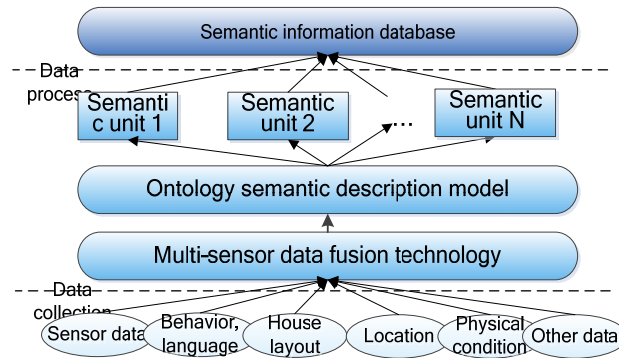 Semantic information database
Data
process
Semanti
c unit 1
Semantic
unit 2
...
Semantic
unit N
Ontology semantic description model
Multi-sensor data fusion technology
Data
collection
Sensor data
Behavior,
language
House
layout
Location
Physical
condition
Other data